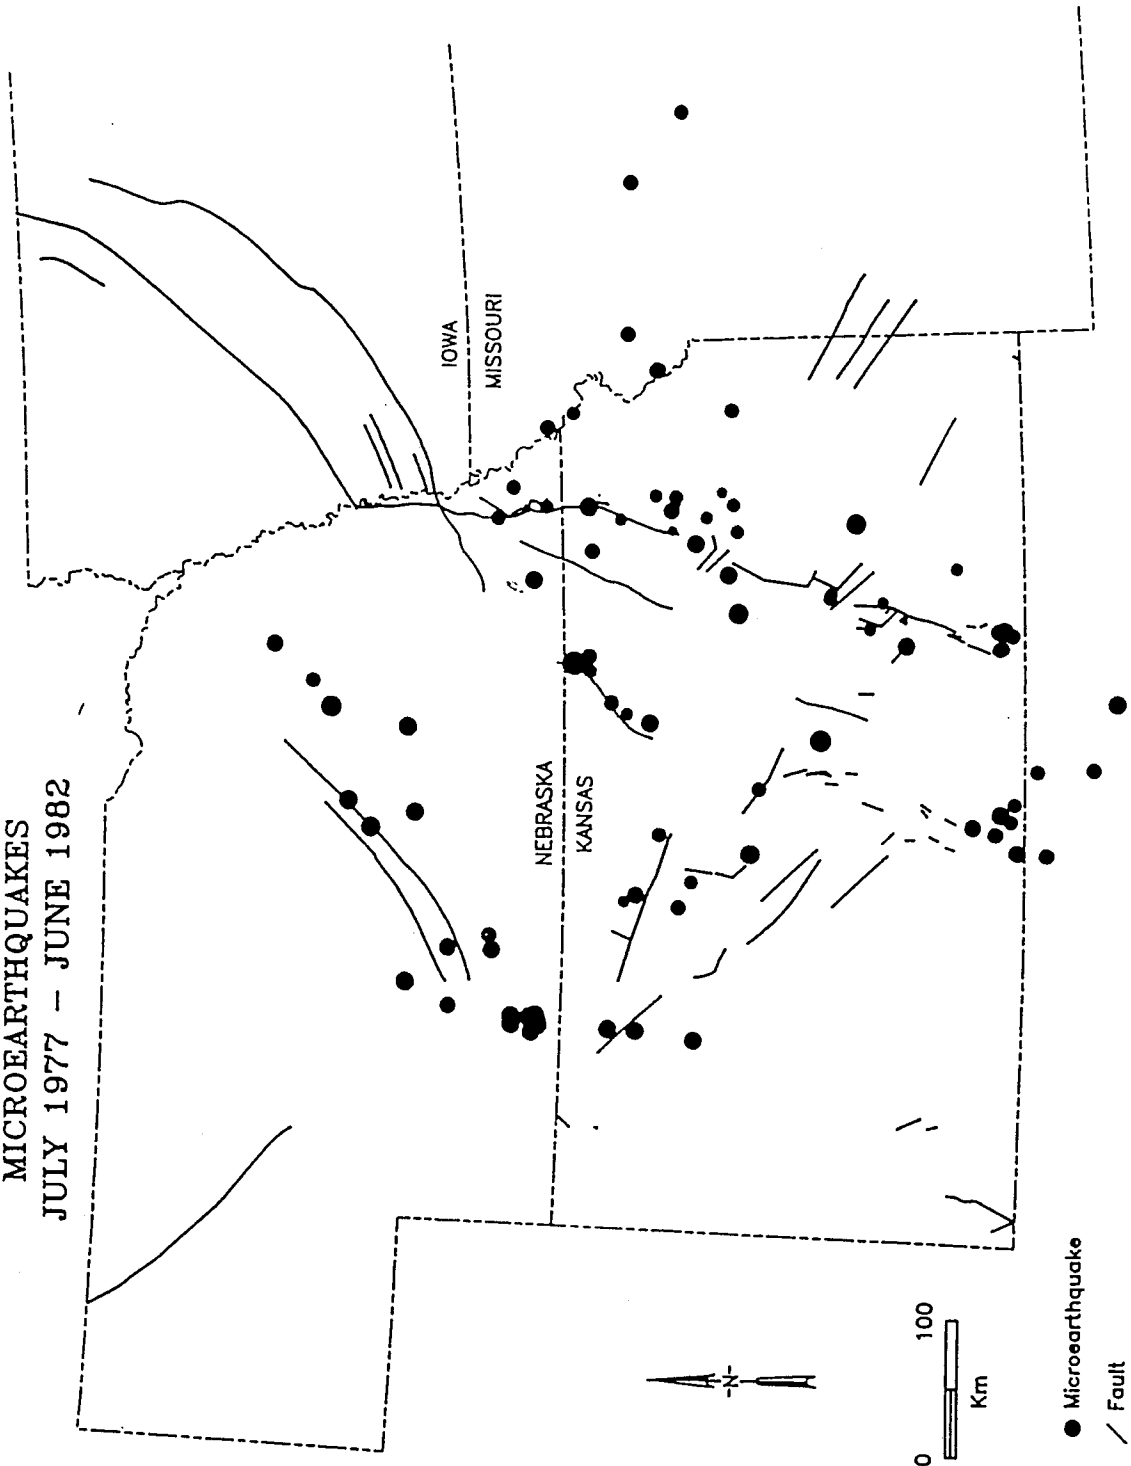 MICROEARTHQUAKES
JULY 1977 – JUNE 1982
IOWA
MISSOURI
NEBRASKA
KANSAS
-N-
0 100
Km
Microearthquake
Fault